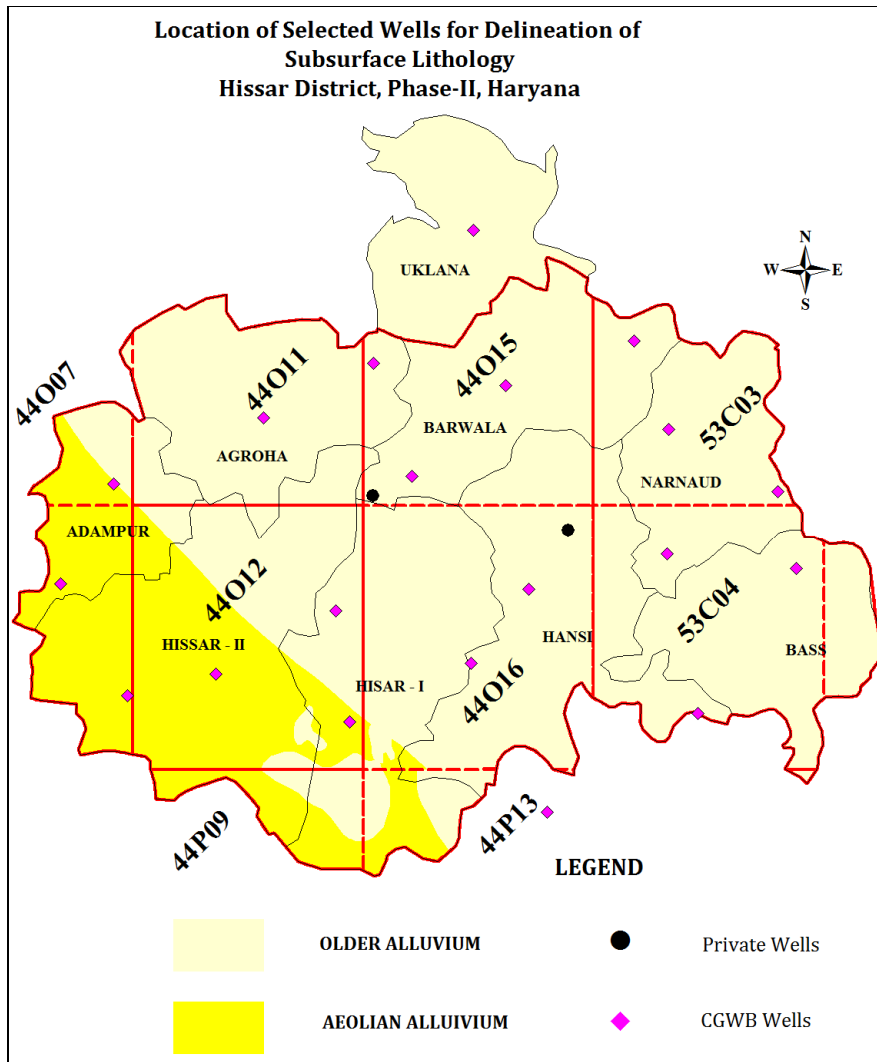 Location of Selected Wells for Delineation of
Subsurface Lithology
Hissar District, Phase-II, Haryana
N
W E
S
UKLANA
44O07
44O11
44O15
53C03
BARWALA
AGROHA
NARNAUD
ADAMPUR
44O12
53C04
HISSAR - II
HANSI
BASS
HISAR - I
44O16
44P09
44P13
LEGEND
OLDER ALLUVIUM
Private Wells
AEOLIAN ALLUIVIUM
CGWB Wells